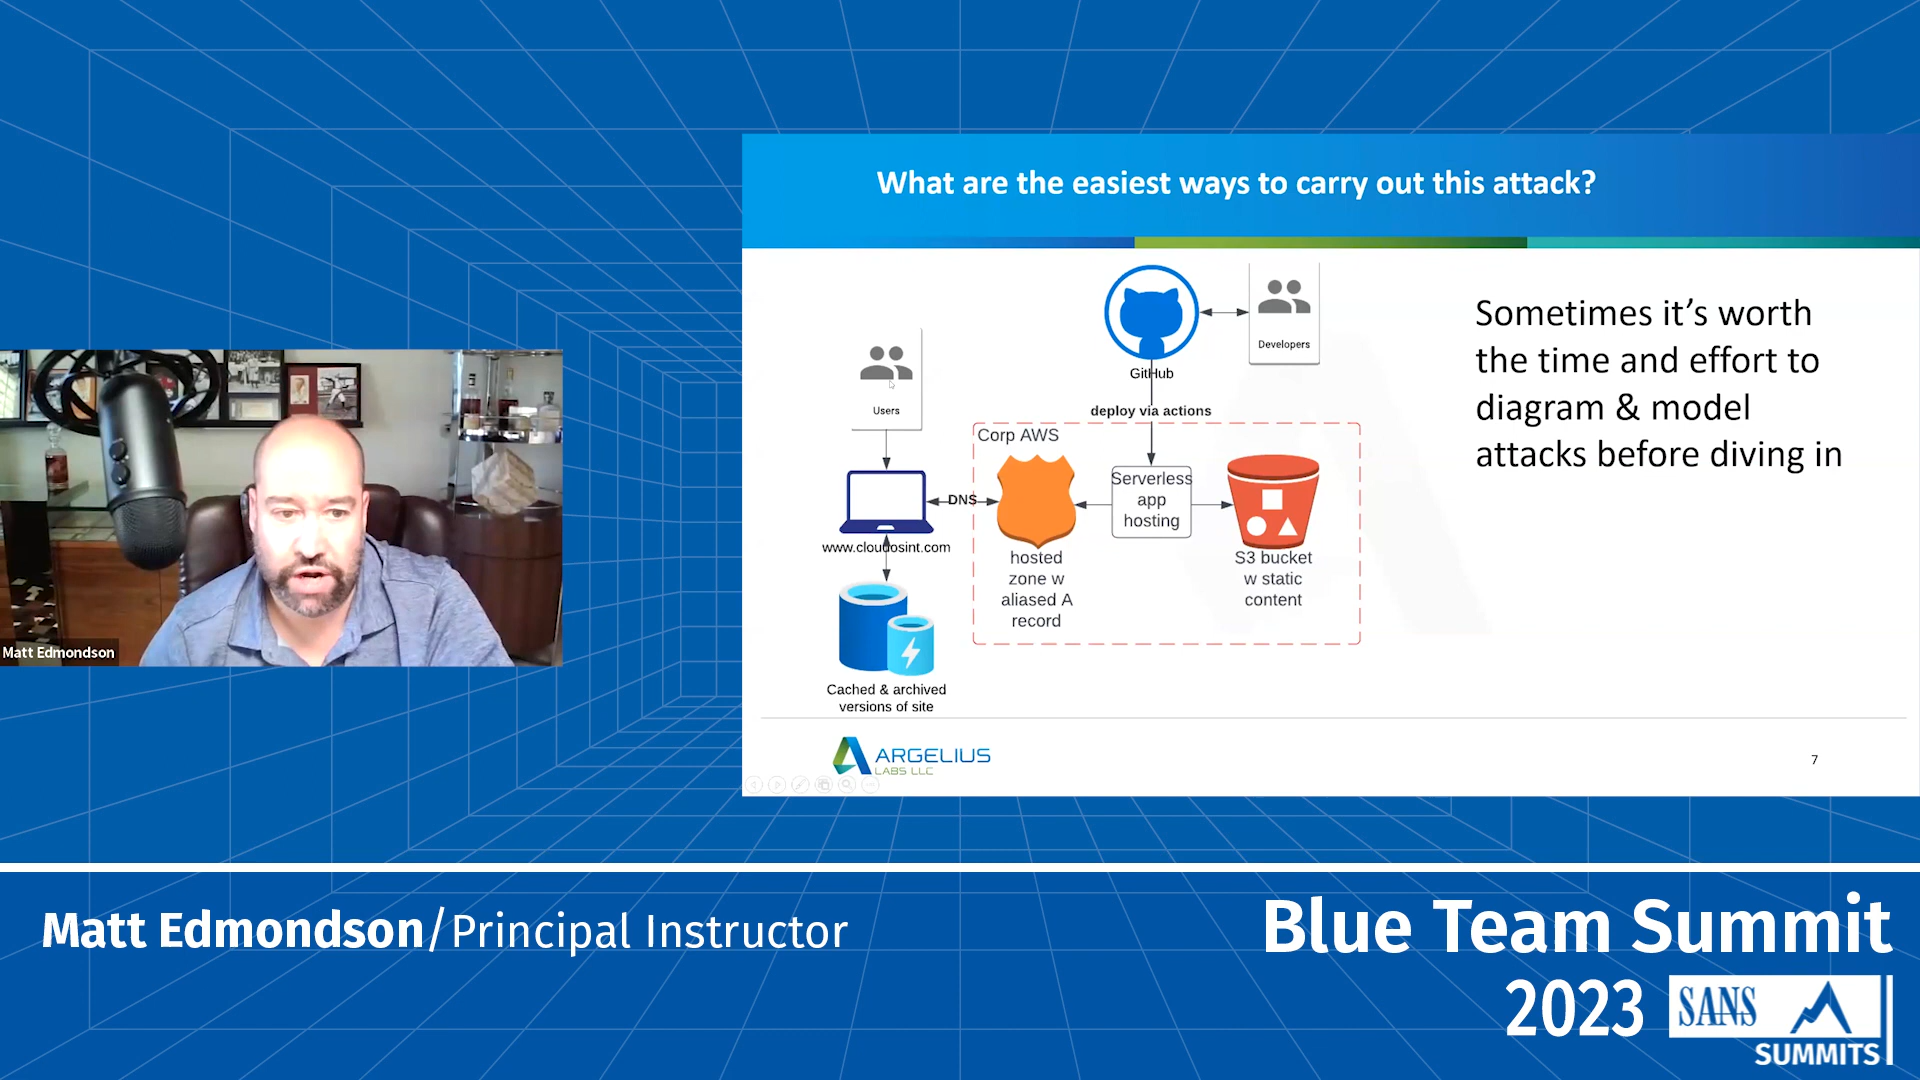 What are the easiest ways to carry out this attack?
Developers
GitHub
Users
deploy via actions
Corp AWS
Serverless
app
hosting
DNS
www.cloudosint.com
hosted
zone w
aliased A
record
S3 bucket
w static
content
Cached & archived
versions of site
Sometimes it’s worth
the time and effort to
diagram & model
attacks before diving in
ARGELIUS
LABS LLC
7
Matt Edmondson
Matt Edmondson/Principal Instructor
Blue Team Summit
2023
SANS
SUMMITS